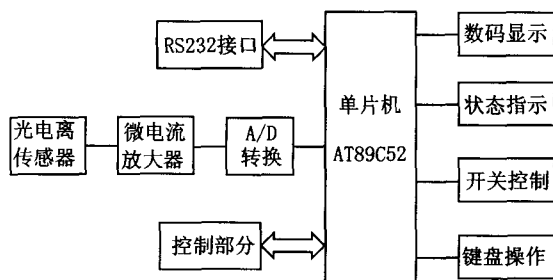 RS232接口
数码显示
状态指示
单片机
AT89C52
光电离
传感器
微电流
放大器
A/D
转换
开关控制
控制部分
键盘操作